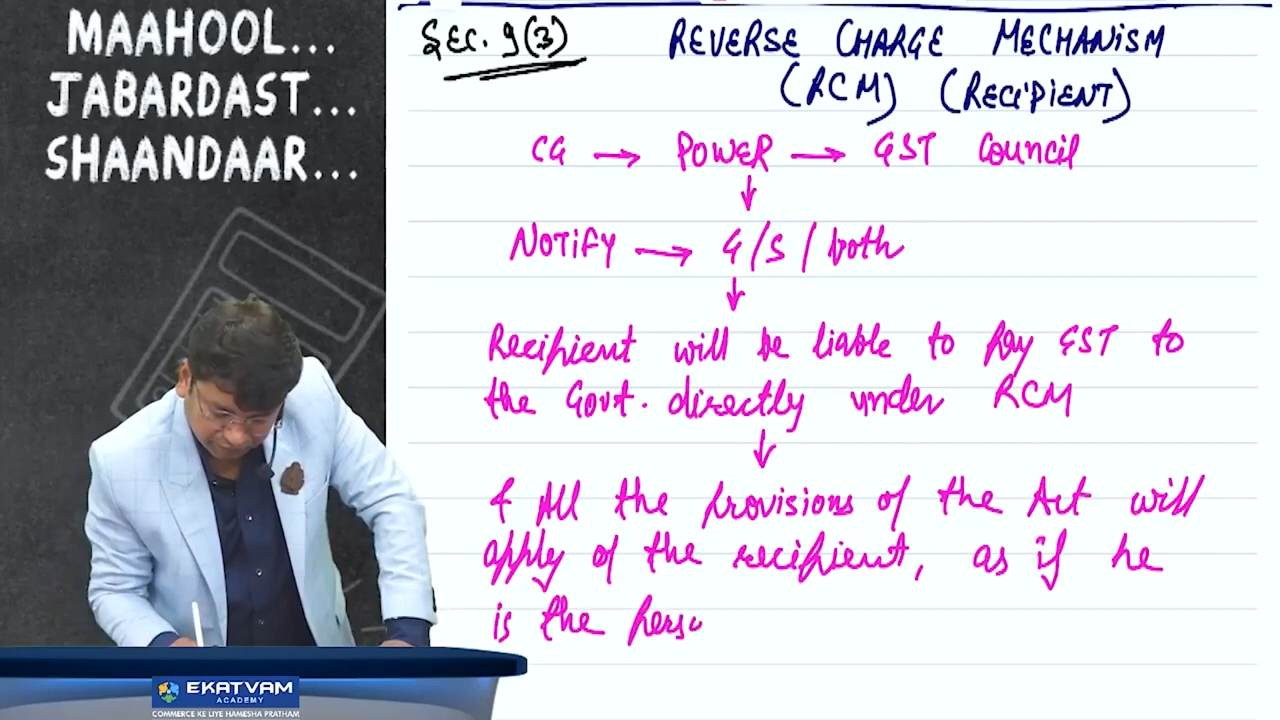 MAAHOOL...
JABARDAST...
SHAANDAAR...
SEC. 9(3)
REVERSE CHARGE MECHANISM
(RCM) (RECIPIENT)
CG → POWER → GST Council
↓
NOTIFY → G/S / both
↓
Recipient will be liable to pay GST to
the Govt. directly under RCM
↓
& All the provisions of the Act will
apply of the recipient, as if he
is the perso
EKATVAM
ACADEMY
COMMERCE KE LIYE HAMESHA PRATHAM